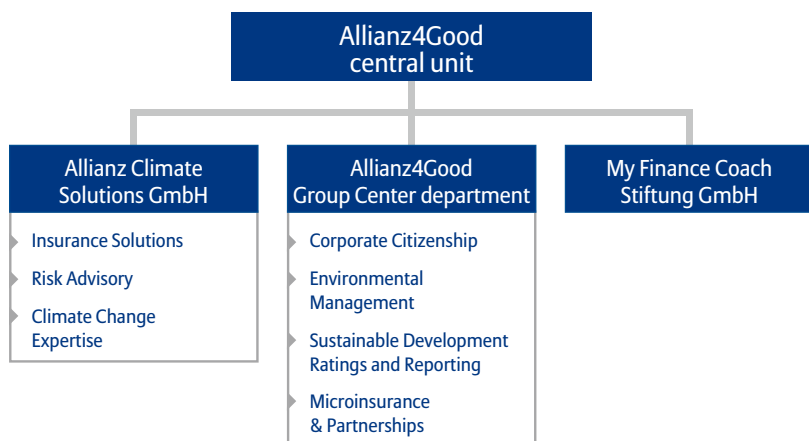 Allianz4Good
central unit
Allianz Climate
Solutions GmbH
Insurance Solutions
Risk Advisory
Climate Change
Expertise
Allianz4Good
Group Center department
Corporate Citizenship
Environmental
Management
Sustainable Development
Ratings and Reporting
Microinsurance
& Partnerships
My Finance Coach
Stiftung GmbH